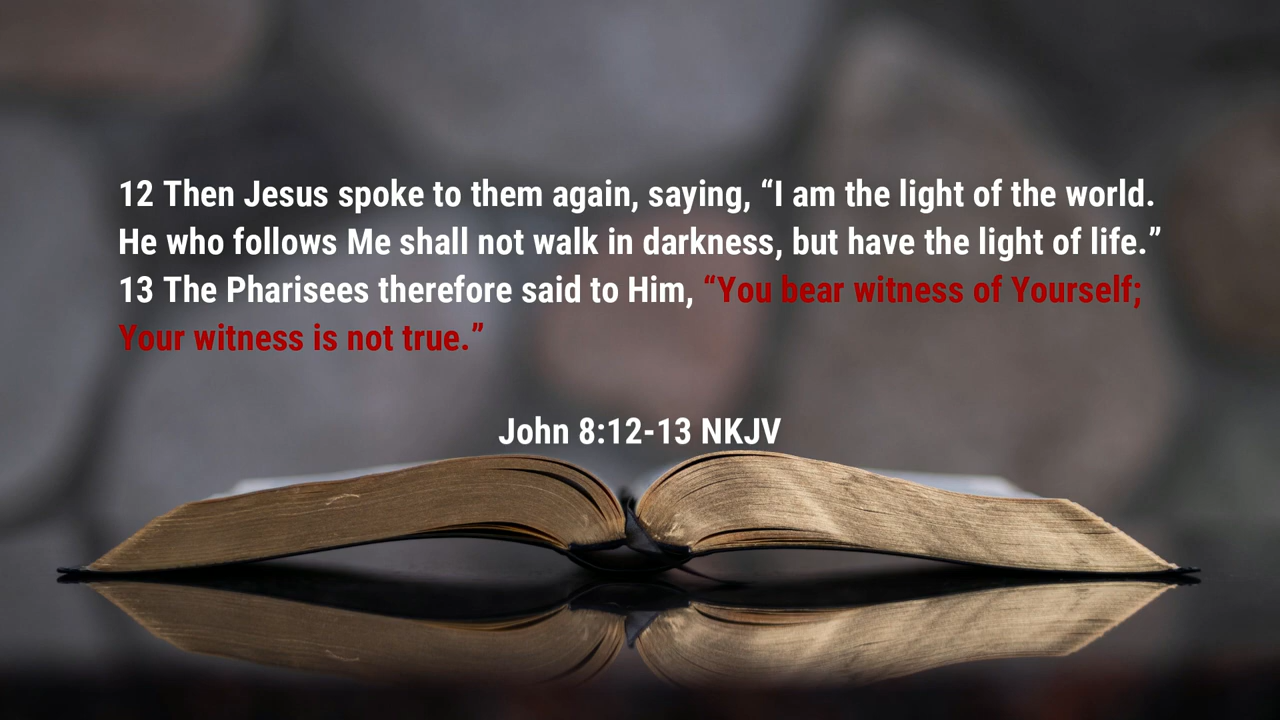 12 Then Jesus spoke to them again, saying, “I am the light of the world.
He who follows Me shall not walk in darkness, but have the light of life.”
13 The Pharisees therefore said to Him, “You bear witness of Yourself;
Your witness is not true.”
John 8:12-13 NKJV